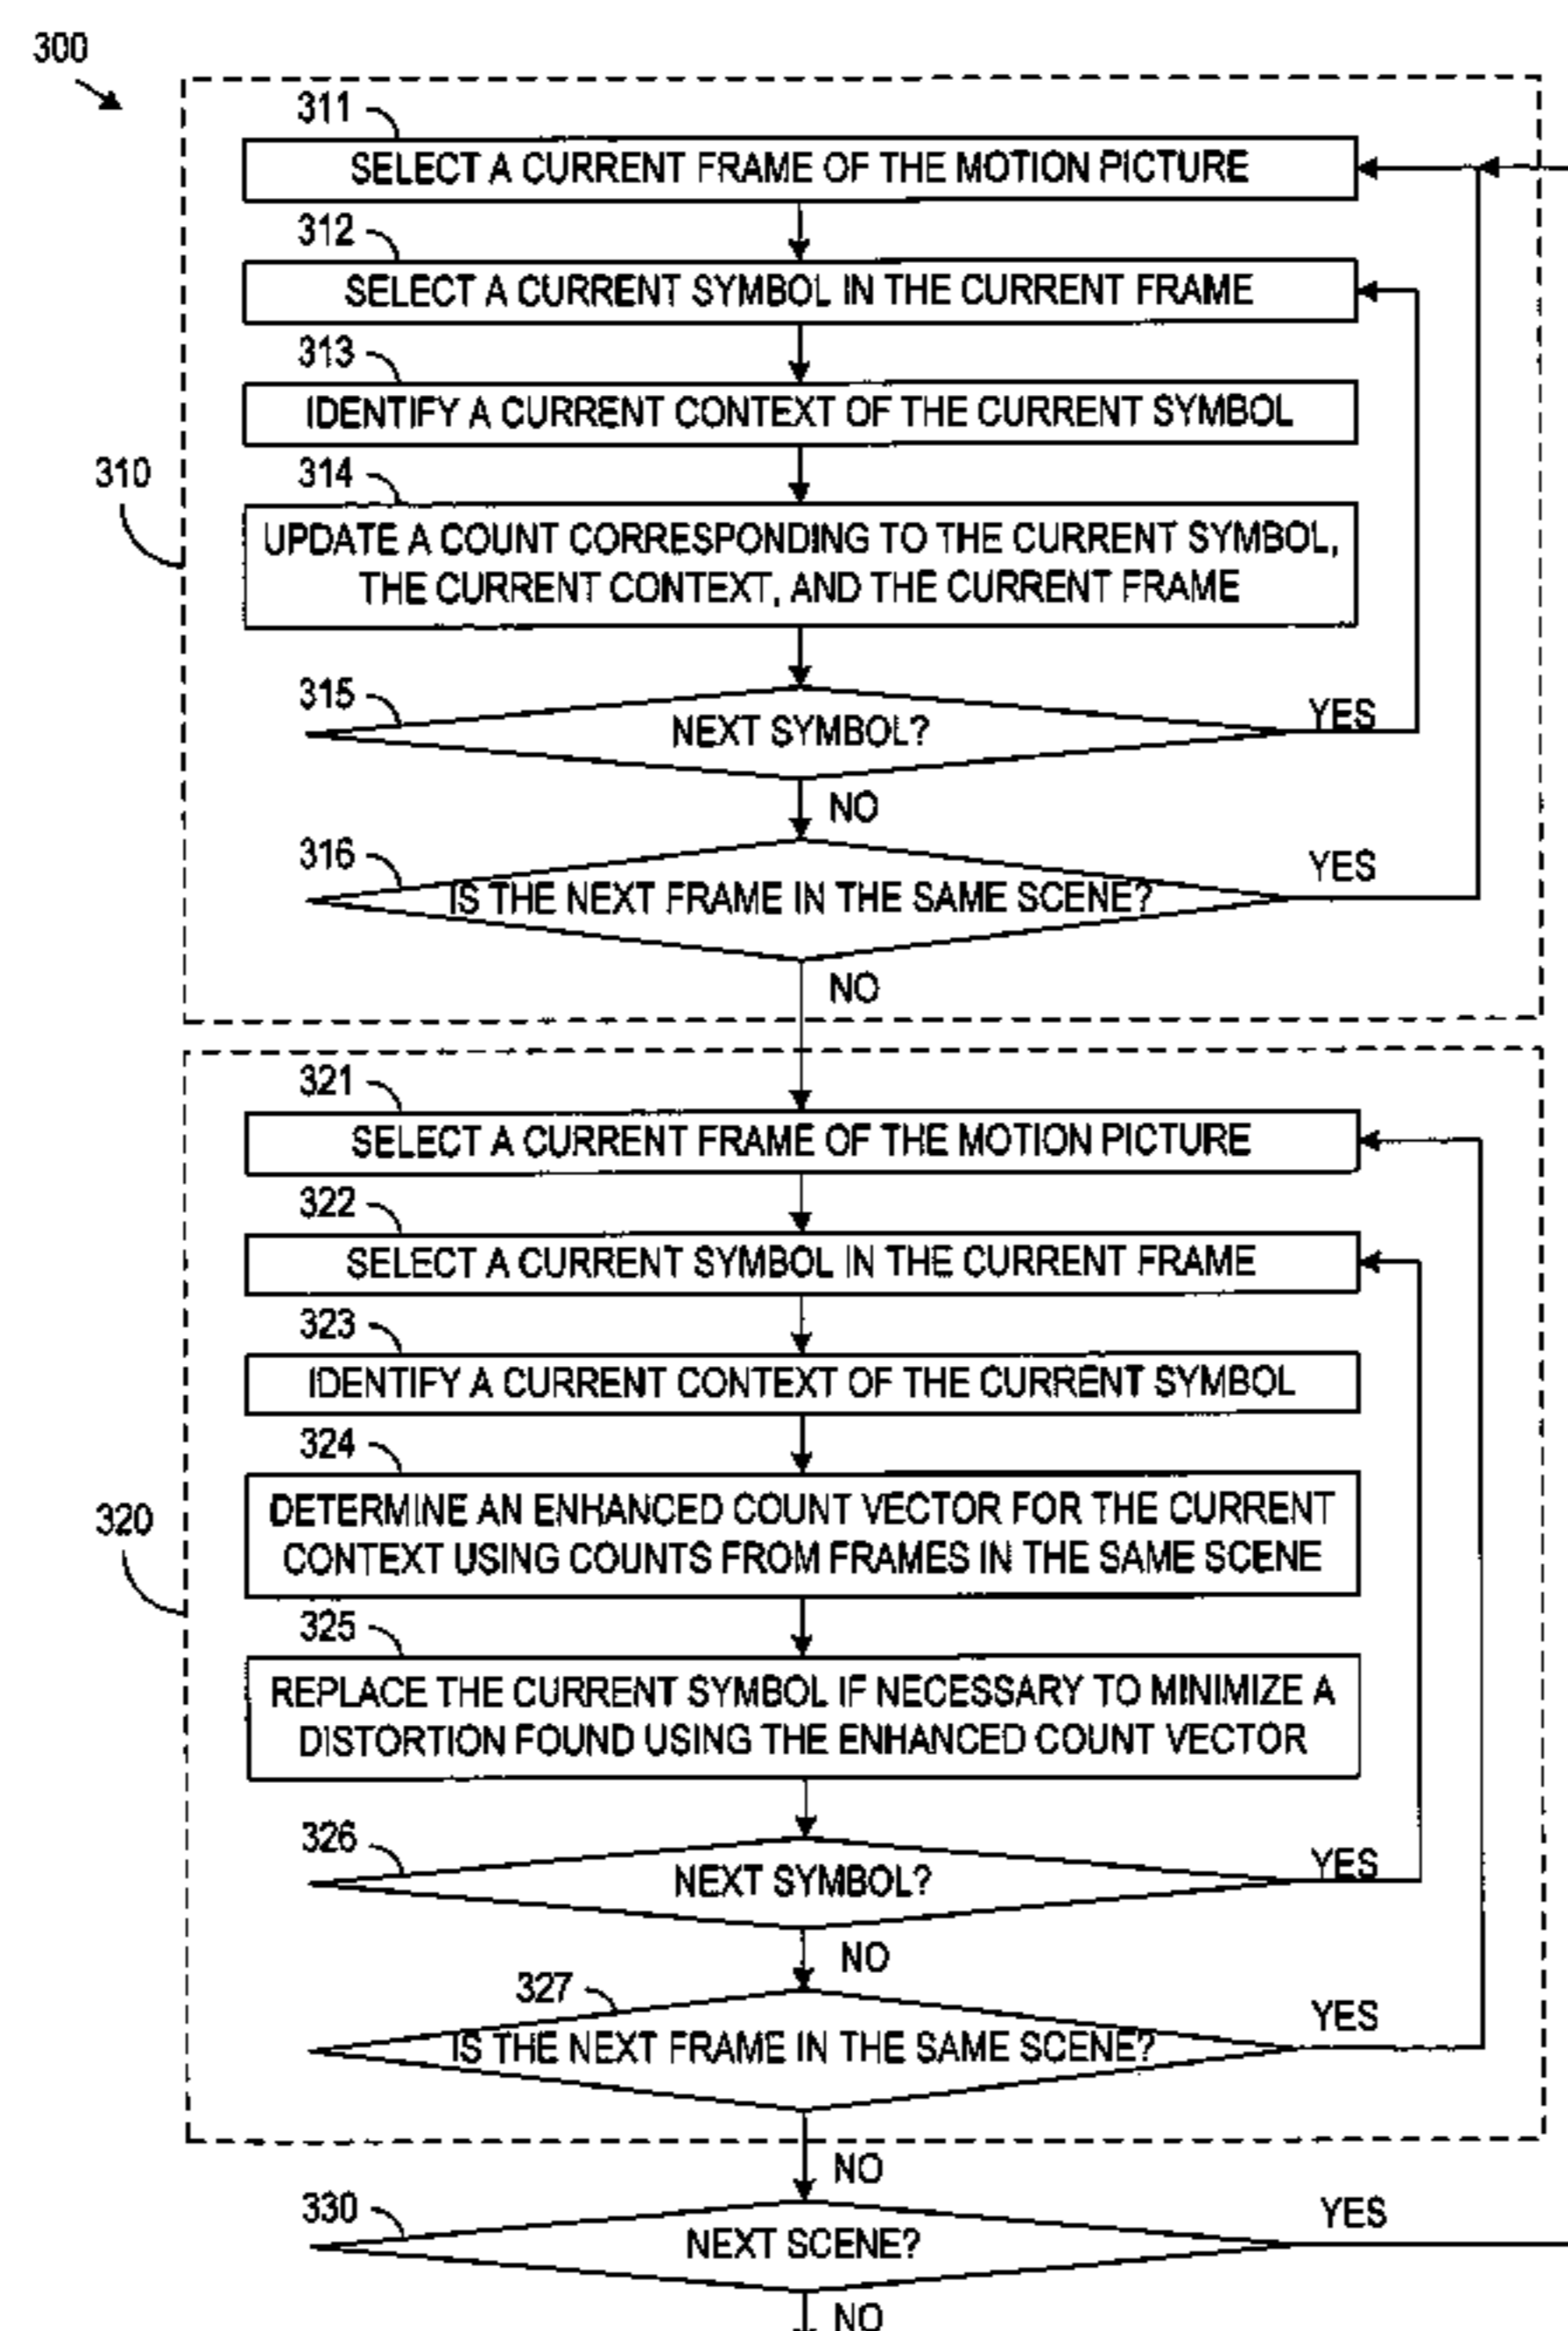 300
311
SELECT A CURRENT FRAME OF THE MOTION PICTURE
312
SELECT A CURRENT SYMBOL IN THE CURRENT FRAME
313
IDENTIFY A CURRENT CONTEXT OF THE CURRENT SYMBOL
310
314
UPDATE A COUNT CORRESPONDING TO THE CURRENT SYMBOL,
THE CURRENT CONTEXT, AND THE CURRENT FRAME
315
NEXT SYMBOL?
YES
NO
316
IS THE NEXT FRAME IN THE SAME SCENE?
YES
NO
321
SELECT A CURRENT FRAME OF THE MOTION PICTURE
322
SELECT A CURRENT SYMBOL IN THE CURRENT FRAME
323
IDENTIFY A CURRENT CONTEXT OF THE CURRENT SYMBOL
324
DETERMINE AN ENHANCED COUNT VECTOR FOR THE CURRENT
CONTEXT USING COUNTS FROM FRAMES IN THE SAME SCENE
320
325
REPLACE THE CURRENT SYMBOL IF NECESSARY TO MINIMIZE A
DISTORTION FOUND USING THE ENHANCED COUNT VECTOR
326
NEXT SYMBOL?
YES
NO
327
IS THE NEXT FRAME IN THE SAME SCENE?
YES
NO
330
NEXT SCENE?
YES
NO